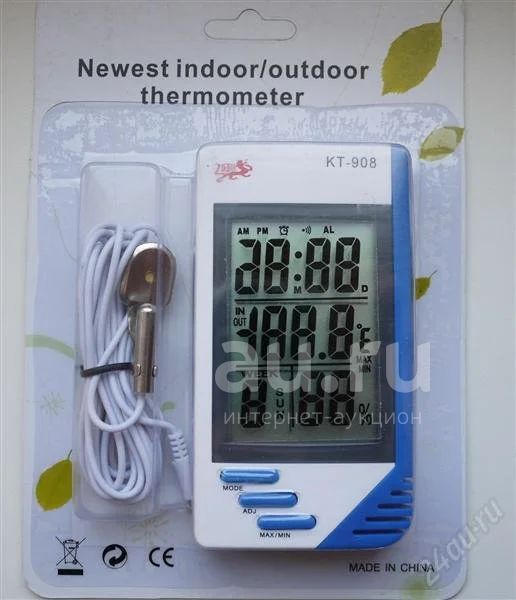 Newest indoor/outdoor
thermometer
KT-908
AM PM AL
28:88
M D
IN
OUT
188.8
°C
MAX
MIN
au.ru
WEEK
интернет-аукцион
%
MODE
ADJ
MAX/MIN
CE
MADE IN CHINA
24au.ru